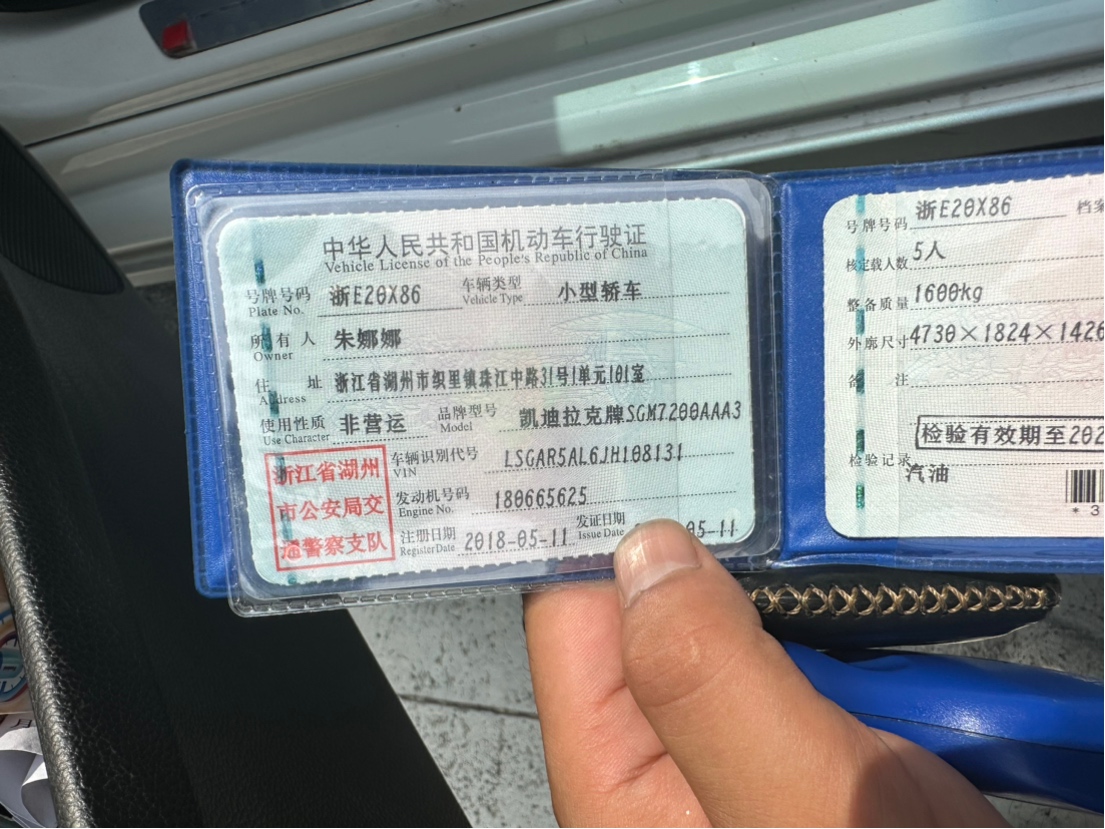 中华人民共和国机动车行驶证
Vehicle License of the People's Republic of China
号牌号码 浙E20X86 车辆类型 小型轿车
Plate No. Vehicle Type
所有人 朱娜娜
Owner
住址 浙江省湖州市织里镇珠江中路31号1单元101室
Address
使用性质 非营运 品牌型号 凯迪拉克牌SGM7200AAA3
Use Character Model
浙江省湖州
市公安局交
通警察支队
车辆识别代号 LSGAR5AL6JH108131
VIN
发动机号码 180665625
Engine No.
注册日期 2018-05-11 发证日期 05-11
Register Date Issue Date
号牌号码 浙E20X86 档案
核定载人数 5人
整备质量 1600kg
外廓尺寸 4730×1824×1426
备注
检验有效期至202
检验记录
汽油
*3